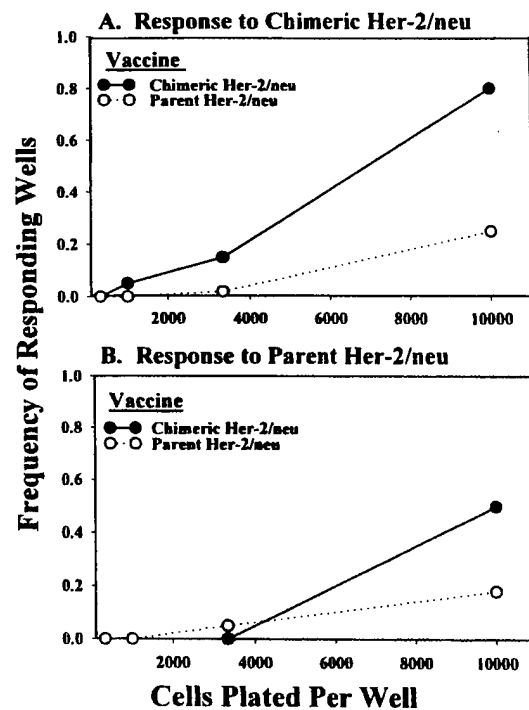 A. Response to Chimeric Her-2/neu
1.0
0.8
0.6
0.4
0.2
0.0
Vaccine
Chimeric Her-2/neu
Parent Her-2/neu
2000 4000 6000 8000 10000
Frequency of Responding Wells
B. Response to Parent Her-2/neu
1.0
0.8
0.6
0.4
0.2
0.0
Vaccine
Chimeric Her-2/neu
Parent Her-2/neu
2000 4000 6000 8000 10000
Cells Plated Per Well